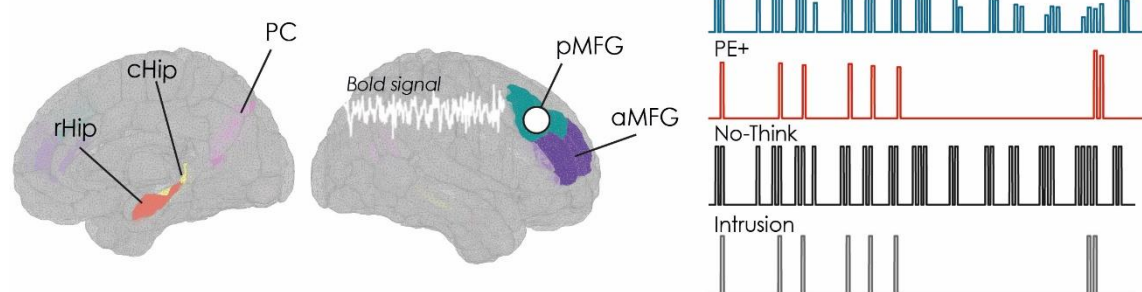 PC
cHip
rHip
Bold signal
pMFG
aMFG
PE+
No-Think
Intrusion